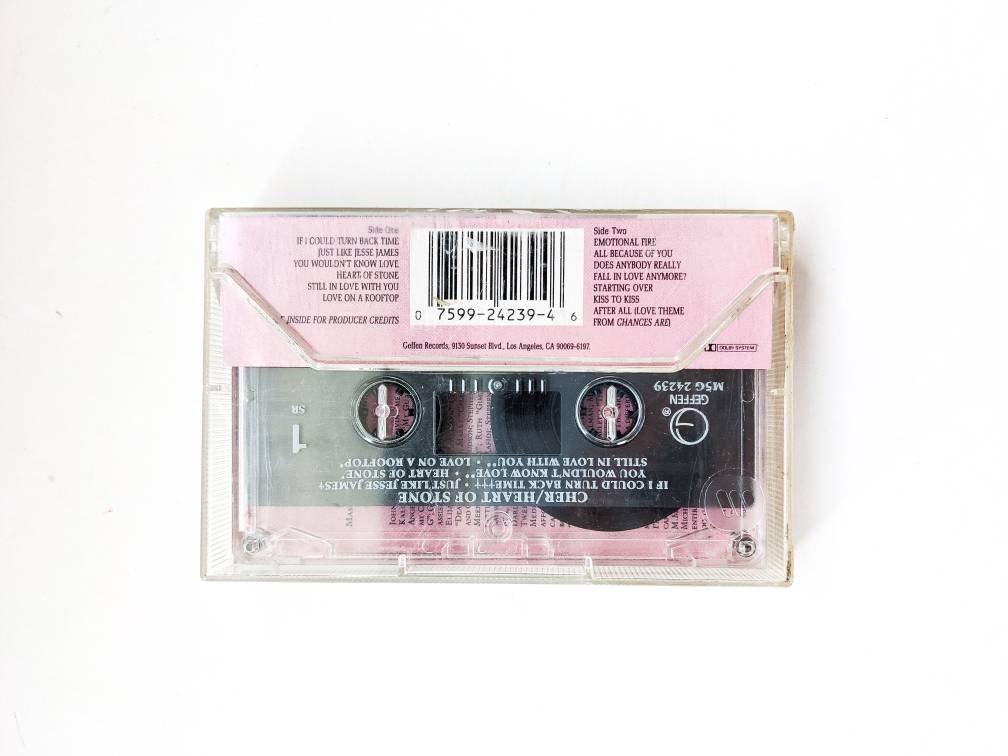 Side One
IF I COULD TURN BACK TIME
JUST LIKE JESSE JAMES
YOU WOULDN'T KNOW LOVE
HEART OF STONE
STILL IN LOVE WITH YOU
LOVE ON A ROOFTOP
INSIDE FOR PRODUCER CREDITS
0 7599-24239-4 6
Side Two
EMOTIONAL FIRE
ALL BECAUSE OF YOU
DOES ANYBODY REALLY
FALL IN LOVE ANYMORE?
STARTING OVER
KISS TO KISS
AFTER ALL (LOVE THEME
FROM CHANCES ARE)
Geffen Records, 9130 Sunset Blvd., Los Angeles, CA 90069-6197.
DOLBY SYSTEM
CHER/HEART OF STONE
IF I COULD TURN BACK TIME††† • JUST LIKE JESSE JAMES†
YOU WOULDN'T KNOW LOVE** • HEART OF STONE*
STILL IN LOVE WITH YOU** • LOVE ON A ROOFTOP*
1
SR
GEFFEN
M5G 24239